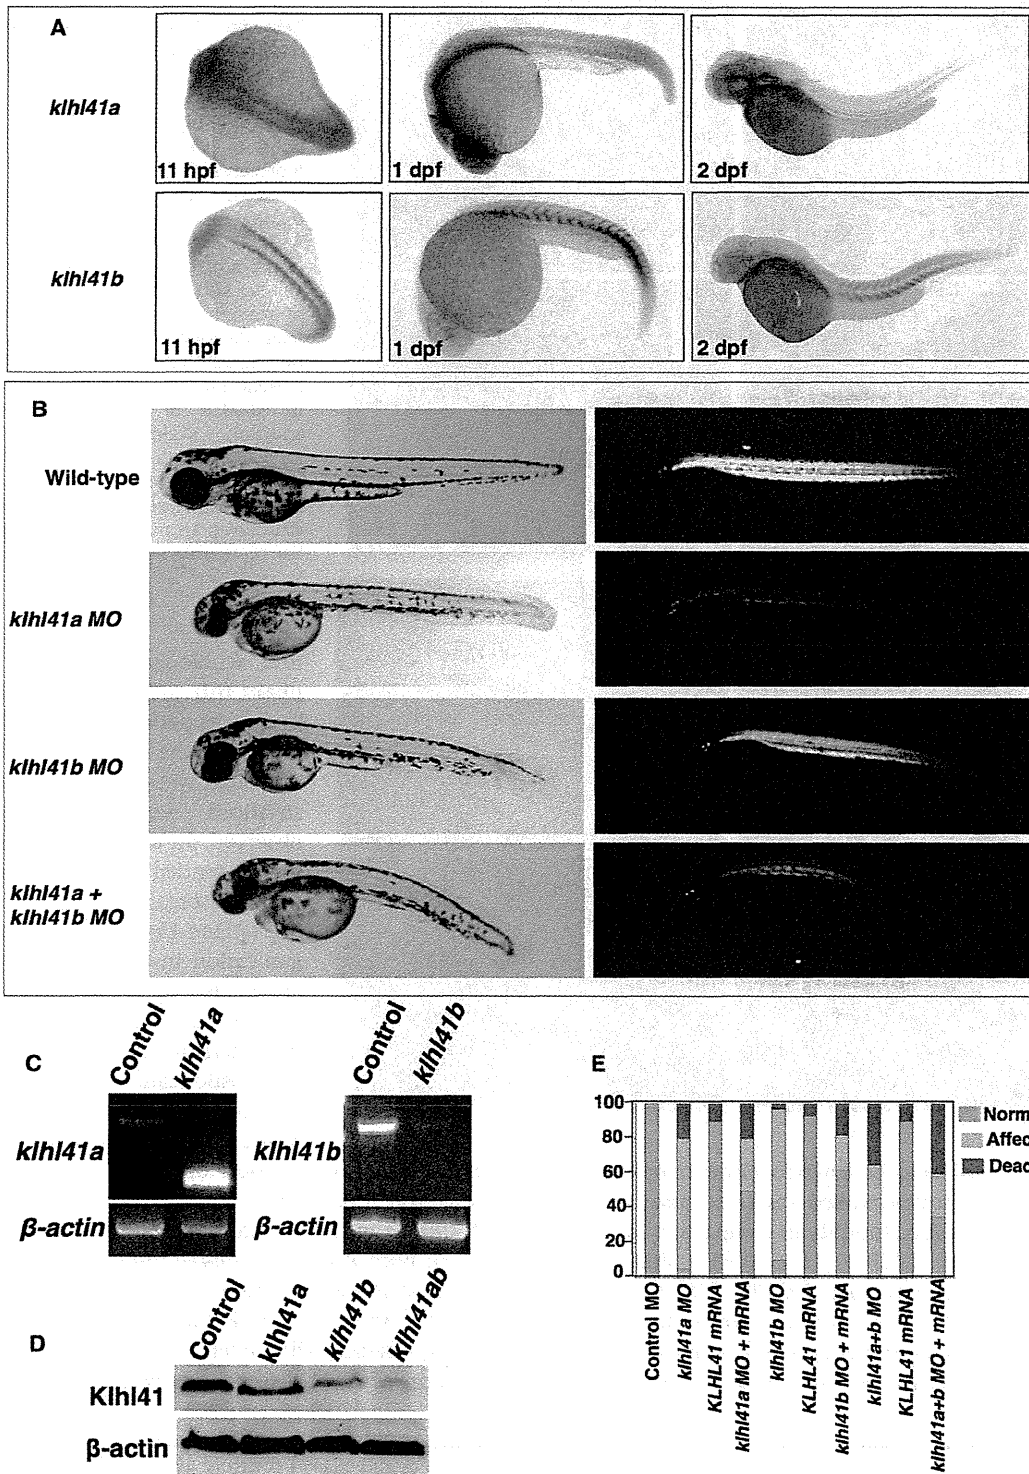 A
klhl41a
11 hpf
1 dpf
2 dpf
klhl41b
11 hpf
1 dpf
2 dpf
B
Wild-type
klhl41a MO
klhl41b MO
klhl41a +
klhl41b MO
C
Control
klhl41a
Control
klhl41b
klhl41a
klhl41b
β-actin
β-actin
D
Control
klhl41a
klhl41b
klhl41ab
Klhl41
β-actin
E
100
80
60
40
20
0
Norm
Affec
Dead
Control MO
klhl41a MO
KLHL41 mRNA
klhl41a MO + mRNA
klhl41b MO
KLHL41 mRNA
klhl41b MO + mRNA
klhl41a+b MO
KLHL41 mRNA
klhl41a+b MO + mRNA